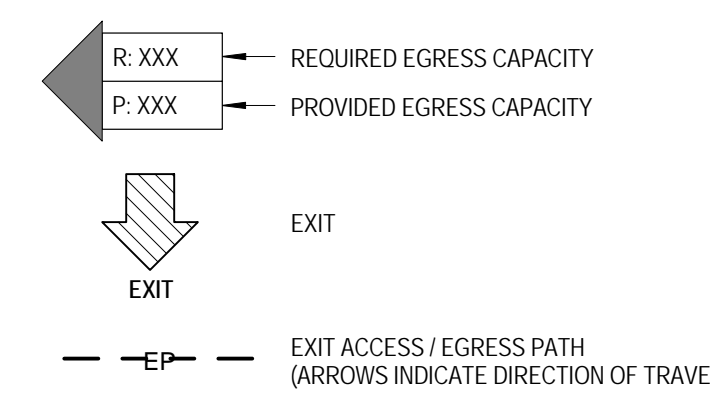 R: XXX REQUIRED EGRESS CAPACITY
P: XXX PROVIDED EGRESS CAPACITY
EXIT
EXIT
EP EXIT ACCESS / EGRESS PATH
(ARROWS INDICATE DIRECTION OF TRAVE